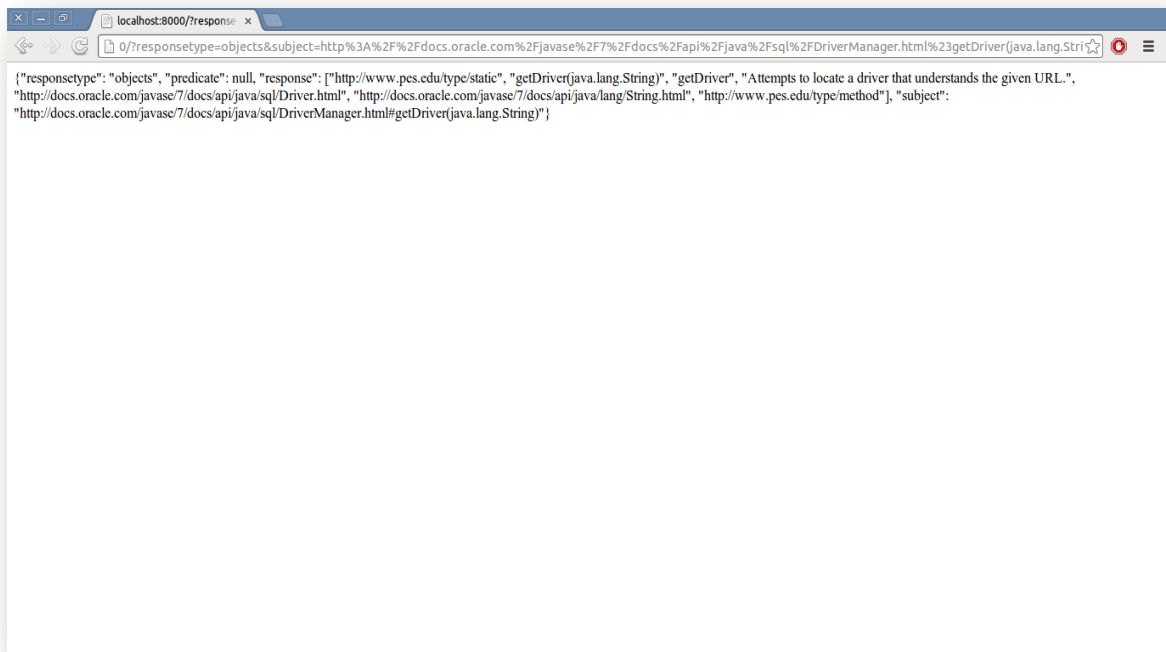 localhost:8000/?response
0/?responsetype=objects&subject=http%3A%2F%2Fdocs.oracle.com%2Fjavase%2F7%2Fdocs%2Fapi%2Fjava%2Fsql%2FDriverManager.html%23getDriver(java.lang.Stri
{"responsetype": "objects", "predicate": null, "response": ["http://www.pes.edu/type/static", "getDriver(java.lang.String)", "getDriver", "Attempts to locate a driver that understands the given URL.",
"http://docs.oracle.com/javase/7/docs/api/java/sql/Driver.html", "http://docs.oracle.com/javase/7/docs/api/java/lang/String.html", "http://www.pes.edu/type/method"], "subject":
"http://docs.oracle.com/javase/7/docs/api/java/sql/DriverManager.html#getDriver(java.lang.String)"}